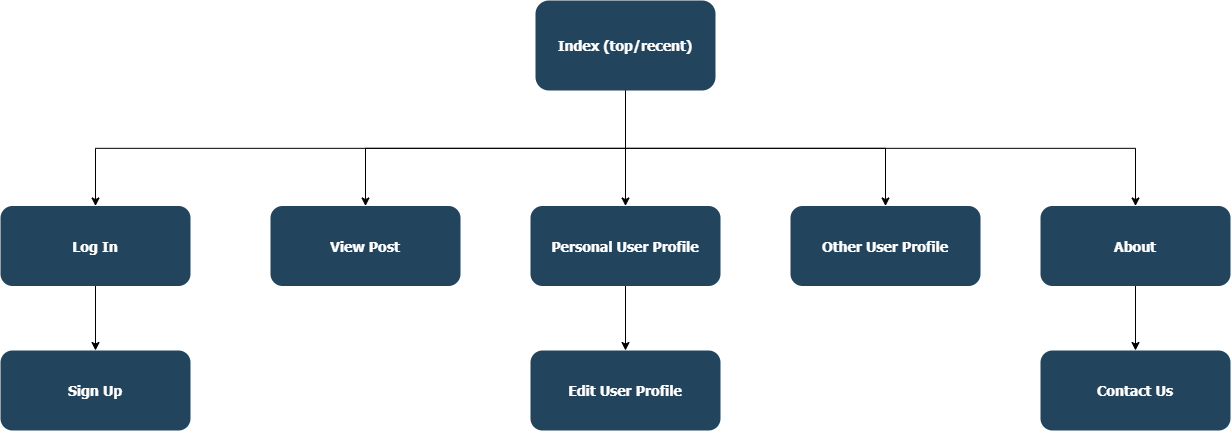 Index (top/recent)
Log In
View Post
Personal User Profile
Other User Profile
About
Sign Up
Edit User Profile
Contact Us